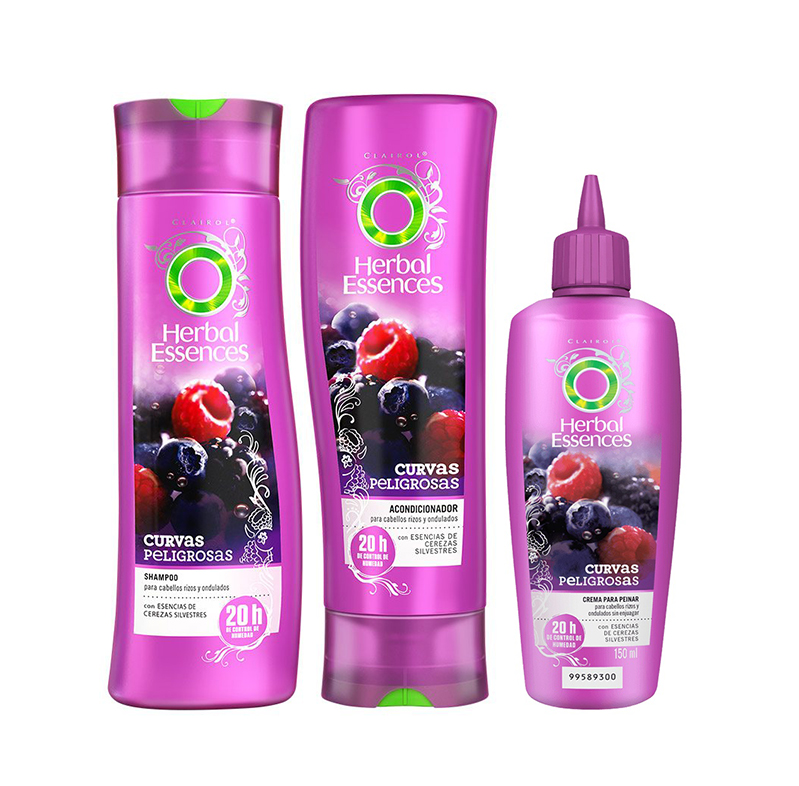 CLAIROL®
Herbal
Essences
CURVAS
PELIGROSAS
SHAMPOO
para cabellos rizos y ondulados
con ESENCIAS DE
CEREZAS SILVESTRES
20 h
DE CONTROL DE
HUMEDAD
CLAIROL®
Herbal
Essences
CURVAS
PELIGROSAS
ACONDICIONADOR
para cabellos rizos y ondulados
con ESENCIAS DE
CEREZAS
SILVESTRES
20 h
DE CONTROL DE
HUMEDAD
CLAIROL®
Herbal
Essences
CURVAS
PELIGROSAS
CREMA PARA PEINAR
para cabellos rizos y
ondulados sin enjuagar
con ESENCIAS
DE CEREZAS
SILVESTRES
20 h
DE CONTROL DE
HUMEDAD
150 ml
99589300